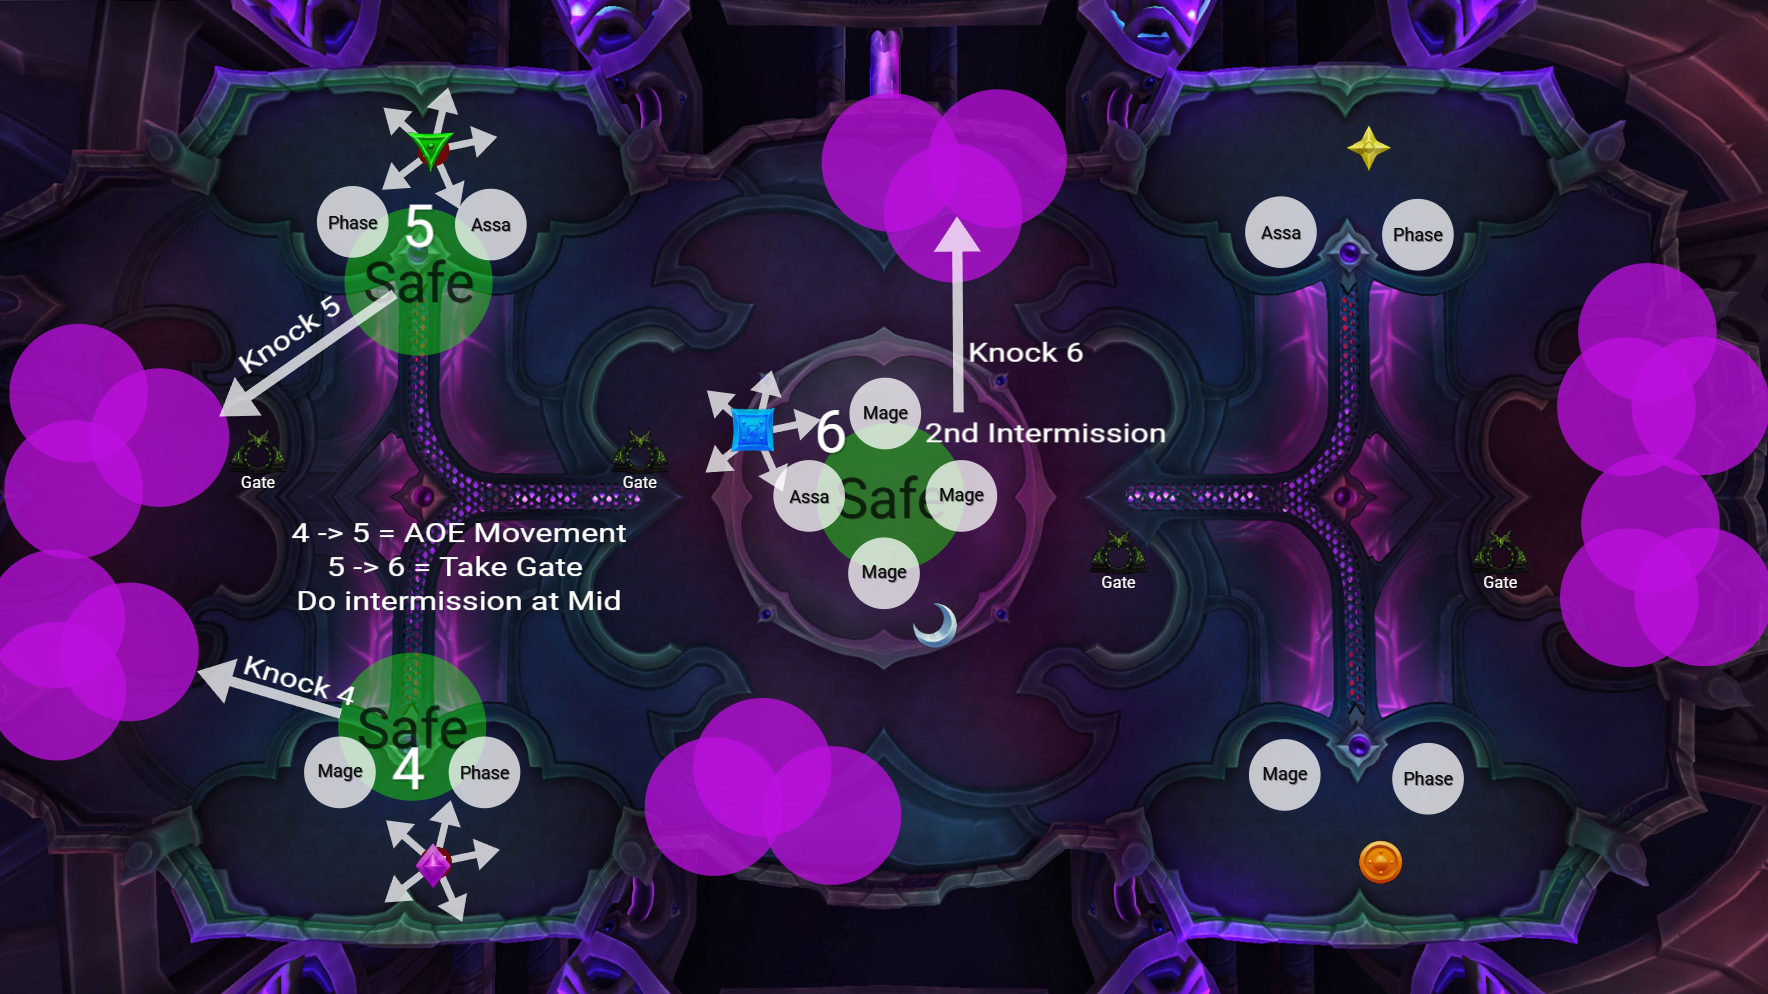 Phase
5
Assa
Safe
Knock 5
Gate
Gate
4 -> 5 = AOE Movement
5 -> 6 = Take Gate
Do intermission at Mid
Knock 4
Safe
Mage
4
Phase
Knock 6
Mage
6
2nd Intermission
Assa
Safe
Mage
Mage
Assa
Phase
Gate
Gate
Mage
Phase